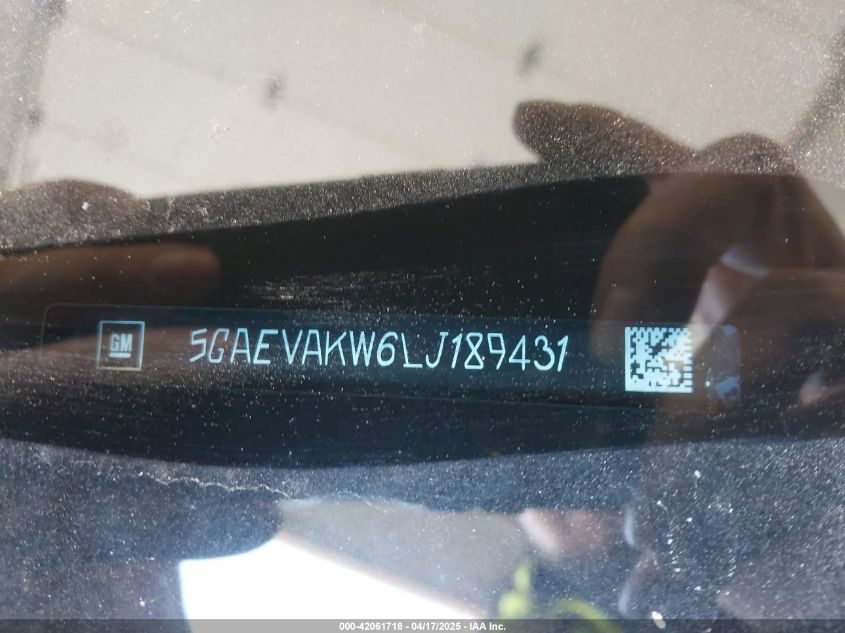 GM
5GAEVAKW6LJ189431
000-42061718 - 04/17/2025 - IAA Inc.